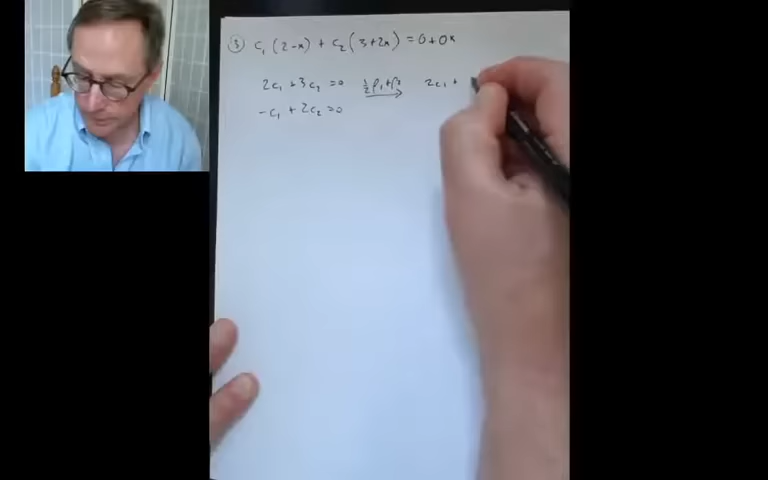 ③ c₁(2-x) + c₂(3+2x) = 0+0x
2c₁ + 3c₂ = 0 ½ρ₁+ρ₂ → 2c₁ +
-c₁ + 2c₂ = 0